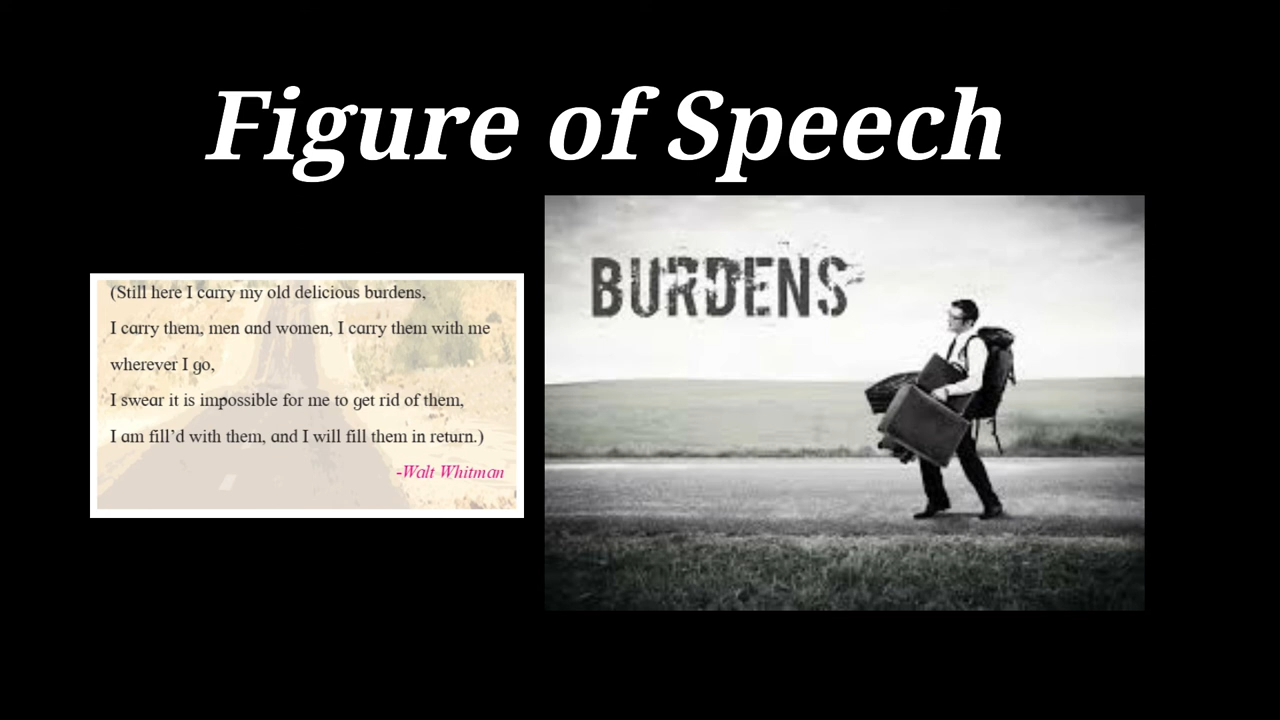 Figure of Speech
(Still here I carry my old delicious burdens,
I carry them, men and women, I carry them with me
wherever I go,
I swear it is impossible for me to get rid of them,
I am fill’d with them, and I will fill them in return.)
-Walt Whitman
BURDENS